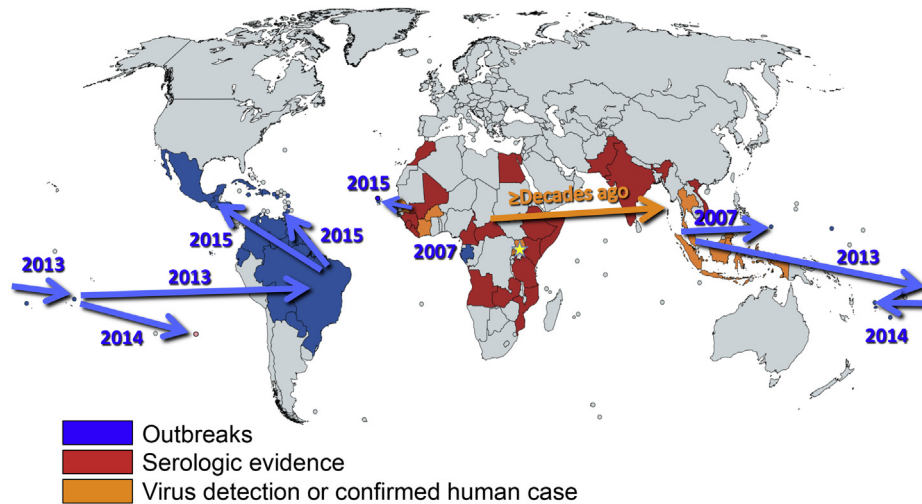 2015
≥Decades ago
2007
2015
2015
2007
2013
2013
2013
2014
2014
Outbreaks
Serologic evidence
Virus detection or confirmed human case